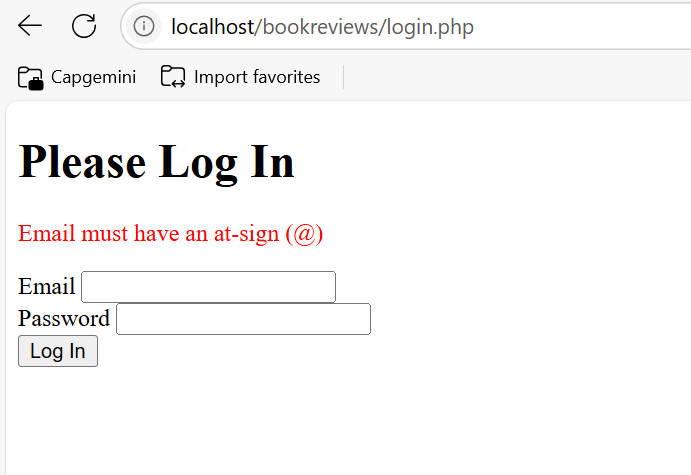 localhost/bookreviews/login.php
Capgemini Import favorites
Please Log In
Email must have an at-sign (@)
Email
Password
Log In